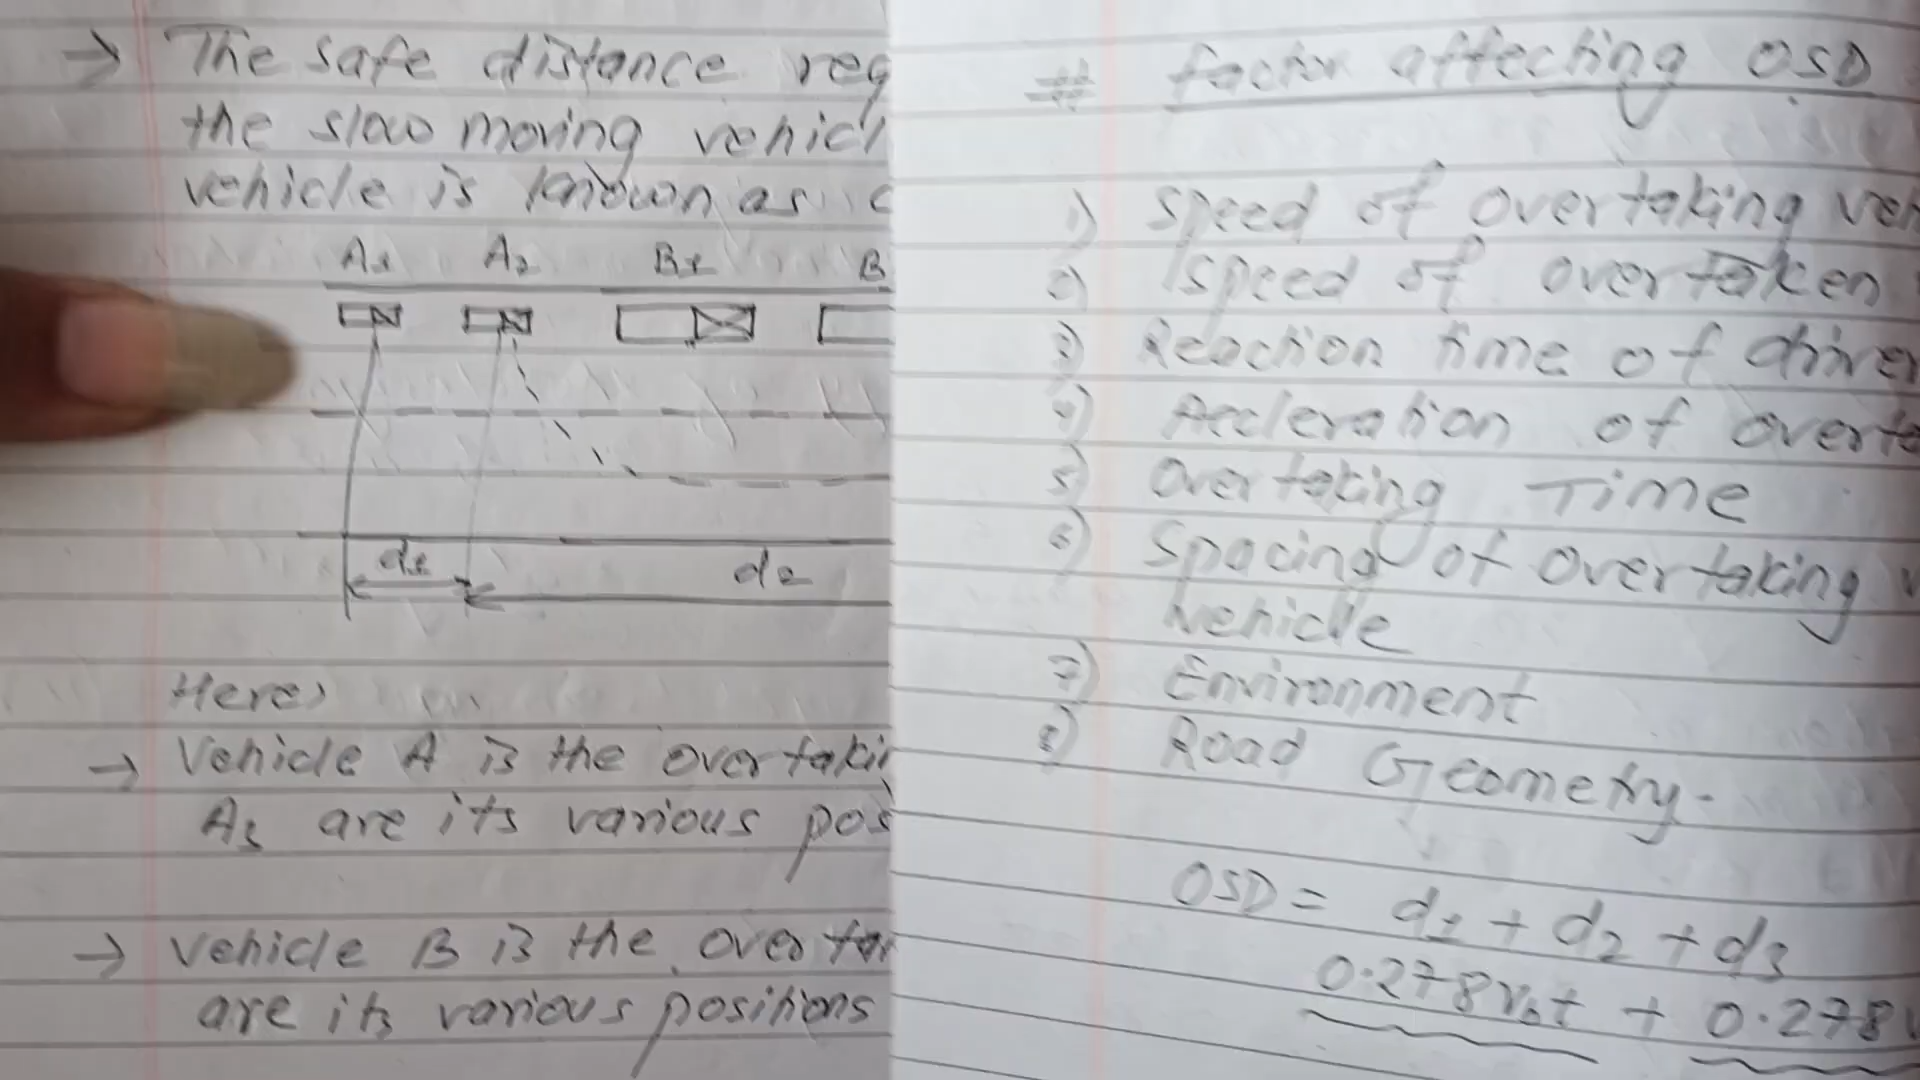 → The safe distance req
the slow moving vehicl
vehicle is known as
A1 A2 B1 B
d1 d2
Here,
→ Vehicle A is the overtakin
A3 are its various pos
→ Vehicle B is the overta
are its various positions
# factor affecting OSD
1) Speed of overtaking veh
2) Speed of overtaken
3) Reaction time of driver
4) Accleration of overta
5) Overtaking Time
6) Spacing of overtaking v
vehicle
7) Environment
8) Road Geometry.
OSD = d1 + d2 + d3
0.278vbt + 0.278v